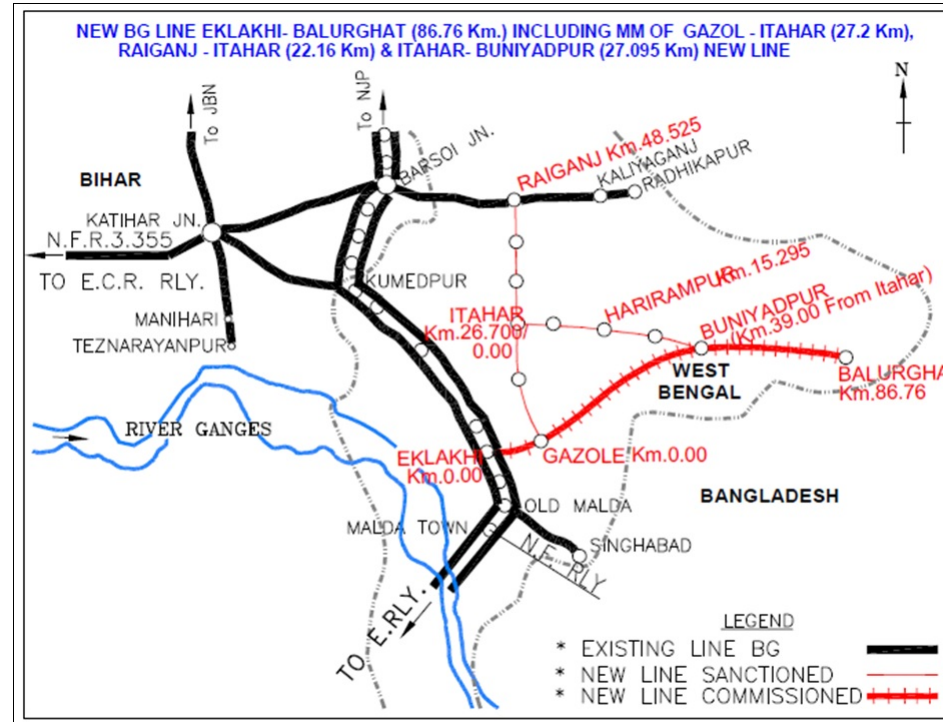 NEW BG LINE EKLAKHI- BALURGHAT (86.76 Km.) INCLUDING MM OF GAZOL - ITAHAR (27.2 Km),
RAIGANJ - ITAHAR (22.16 Km) & ITAHAR- BUNIYADPUR (27.095 Km) NEW LINE
N
To JBN
To NJP
BARSOI JN.
RAIGANJ Km.48.525
KALIYAGANJ
RADHIKAPUR
BIHAR
KATIHAR JN.
N.F.R.3.355
TO E.C.R. RLY.
KUMEDPUR
MANIHARI
TEZNARAYANPUR
ITAHAR
Km.26.700/
0.00
HARIRAMPUR Km.15.295
BUNIYADPUR
(Km.39.00 From Itahar)
WEST
BENGAL
BALURGHA
Km.86.76
RIVER GANGES
EKLAKHI
Km.0.00
GAZOLE Km.0.00
BANGLADESH
OLD MALDA
MALDA TOWN
SINGHABAD
N.F. RLY
TO E.RLY.
LEGEND
* EXISTING LINE BG
* NEW LINE SANCTIONED
* NEW LINE COMMISSIONED